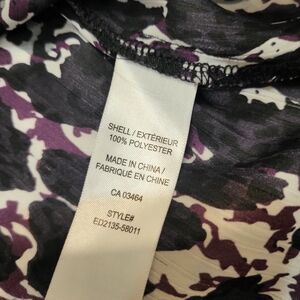 SHELL / EXTÉRIEUR
100% POLYESTER
MADE IN CHINA /
FABRIQUÉ EN CHINE
CA 03464
STYLE#
ED2135-58011